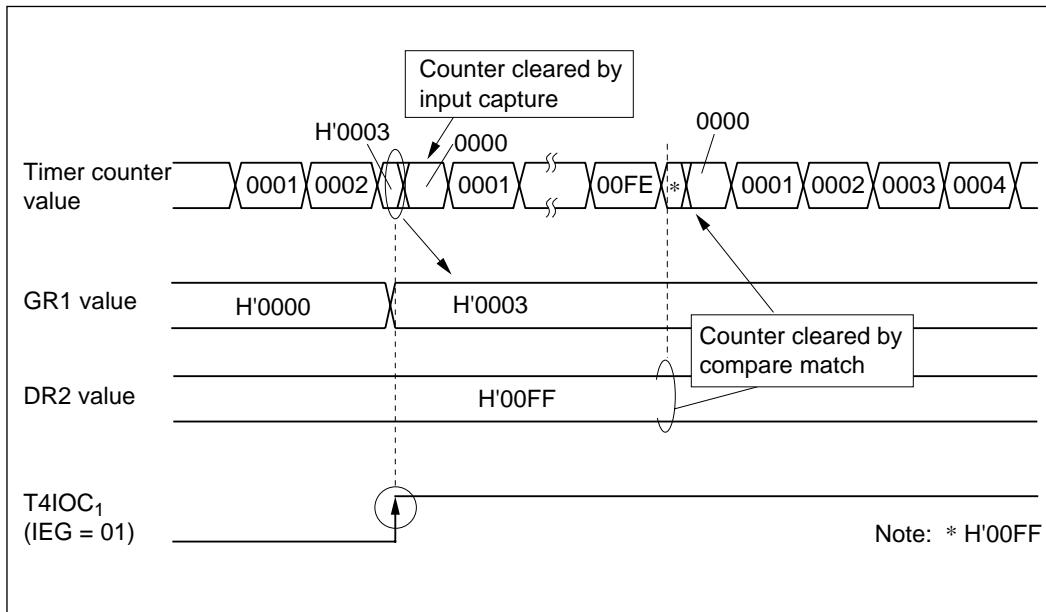 Counter cleared by
input capture
H'0003
0000
0000
Timer counter
value
0001 0002 0001 00FE * 0001 0002 0003 0004
GR1 value
H'0000
H'0003
Counter cleared by
compare match
DR2 value
H'00FF
T4IOC₁
(IEG = 01)
Note: * H'00FF